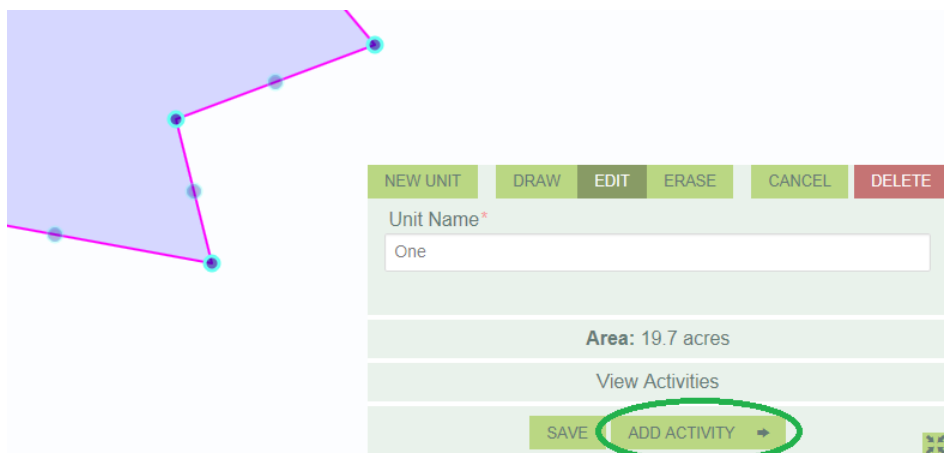 NEW UNIT DRAW EDIT ERASE CANCEL DELETE
Unit Name*
One
Area: 19.7 acres
View Activities
SAVE ADD ACTIVITY